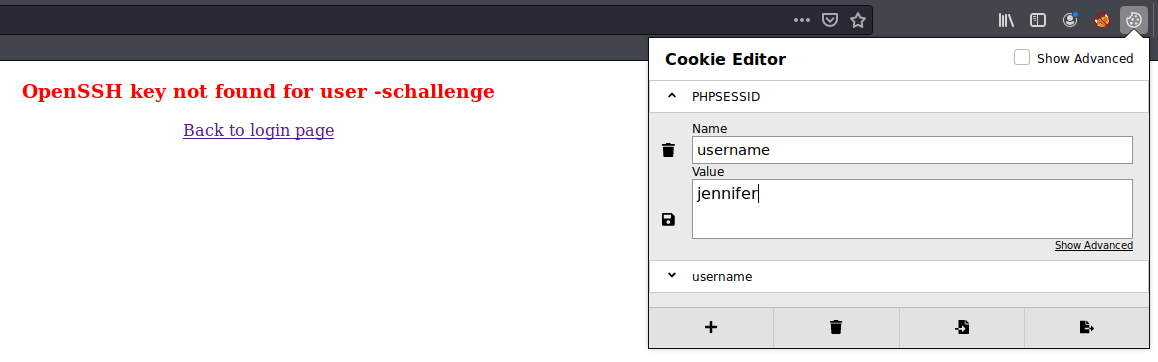 Cookie Editor
Show Advanced
OpenSSH key not found for user -schallenge
PHPSESSID
Back to login page
Name
username
Value
jennifer
Show Advanced
username